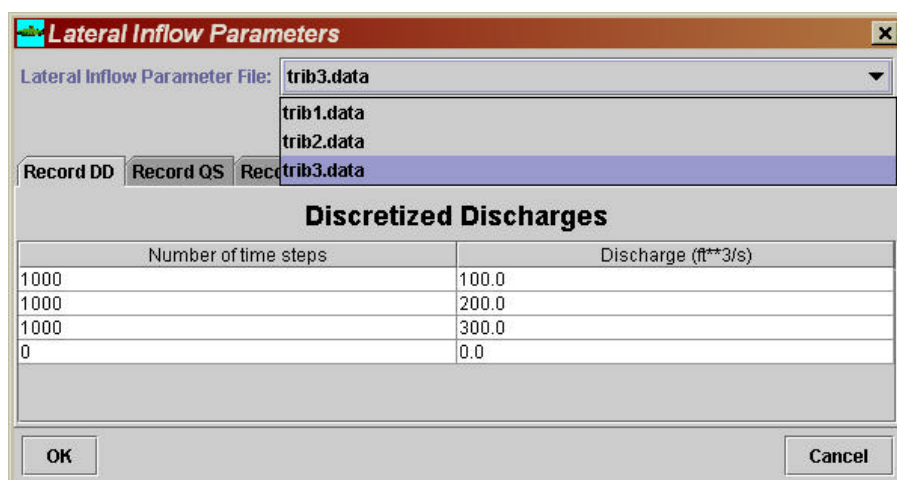 Lateral Inflow Parameters
Lateral Inflow Parameter File: trib3.data
trib1.data
trib2.data
trib3.data
Record DD Record QS
Discretized Discharges
Number of time steps Discharge (ft**3/s)
1000 100.0
1000 200.0
1000 300.0
0 0.0
OK Cancel